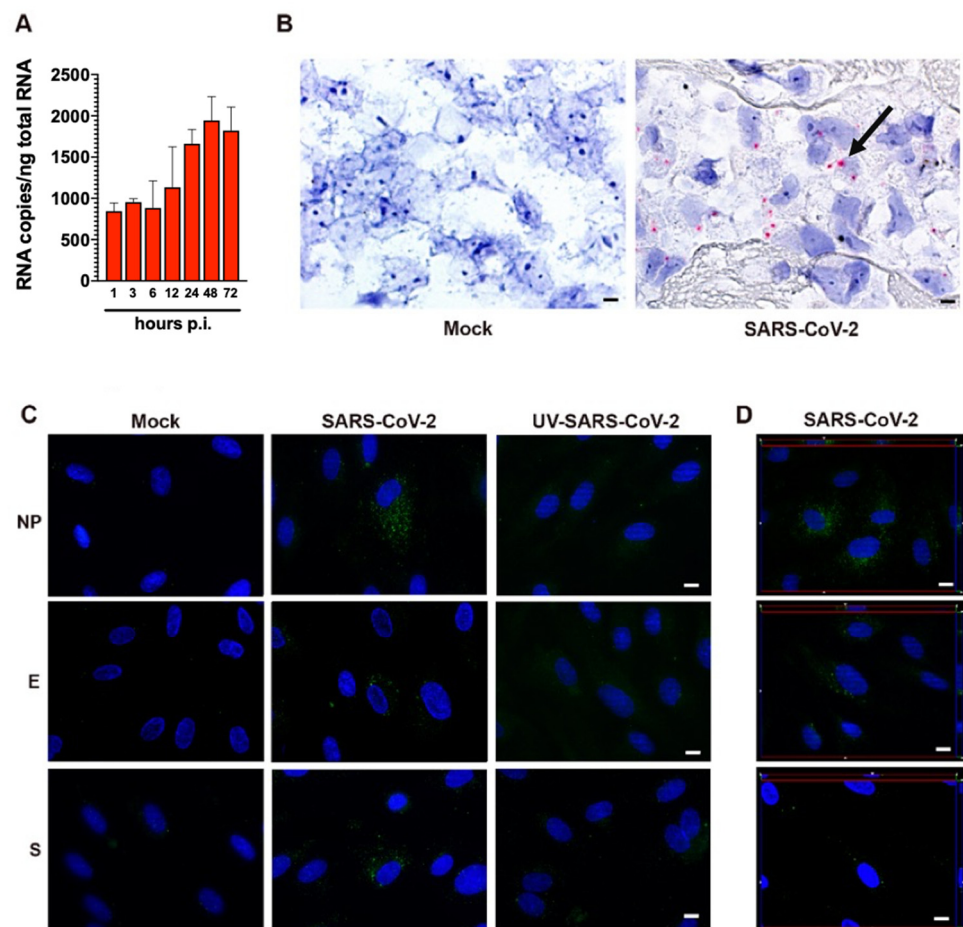 A
B
RNA copies/ng total RNA
2500
2000
1500
1000
500
0
1 3 6 12 24 48 72
hours p.i.
Mock
SARS-CoV-2
C
Mock
SARS-CoV-2
UV-SARS-CoV-2
D
SARS-CoV-2
NP
E
S